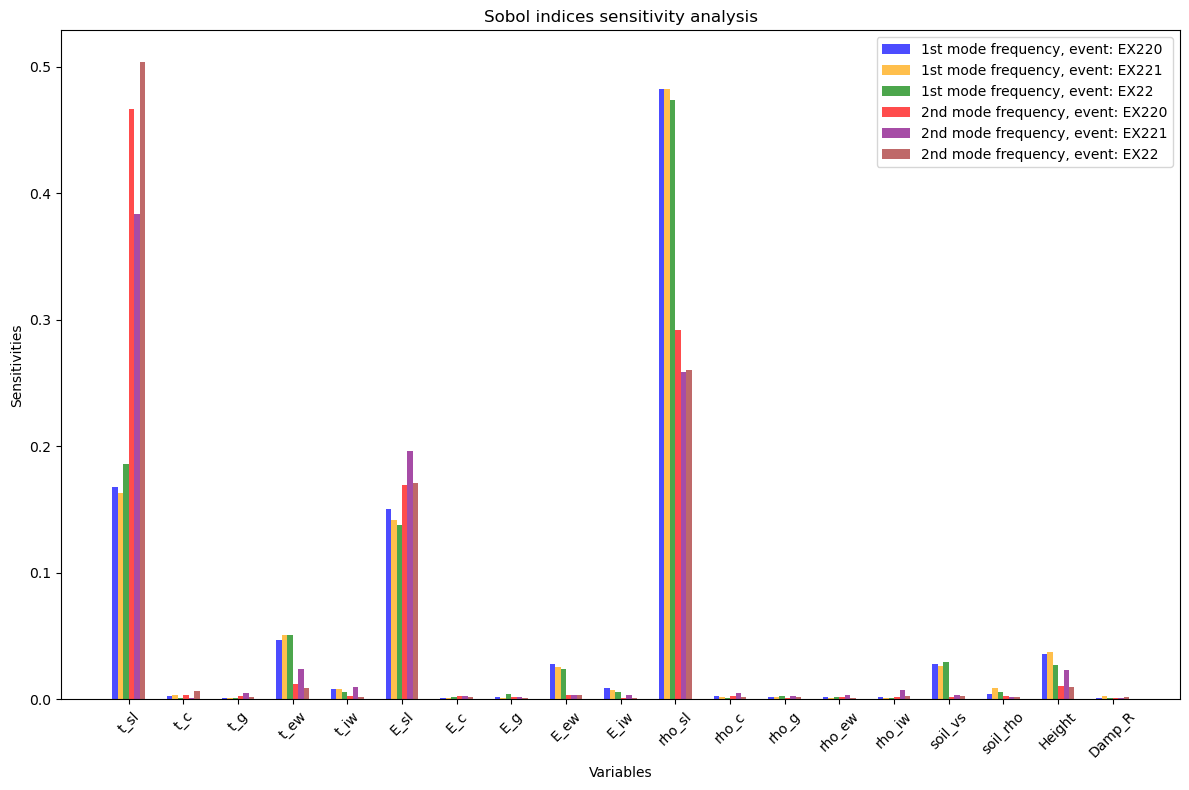 Sobol indices sensitivity analysis
1st mode frequency, event: EX220
1st mode frequency, event: EX221
1st mode frequency, event: EX22
2nd mode frequency, event: EX220
2nd mode frequency, event: EX221
2nd mode frequency, event: EX22
Sensitivities
0.5
0.4
0.3
0.2
0.1
0.0
t_sl
t_c
t_g
t_ew
t_iw
E_sl
E_c
E_g
E_ew
E_iw
rho_sl
rho_c
rho_g
rho_ew
rho_iw
soil_vs
soil_rho
Height
Damp_R
Variables